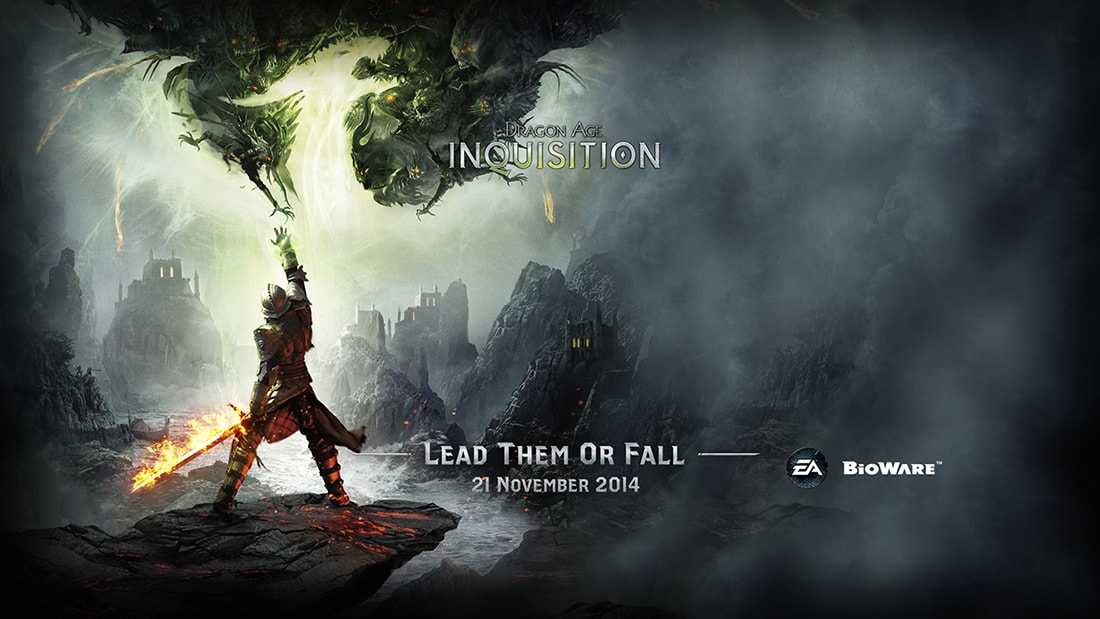 Dragon Age
INQUISITION
Lead Them Or Fall
21 November 2014
EA
BioWare™